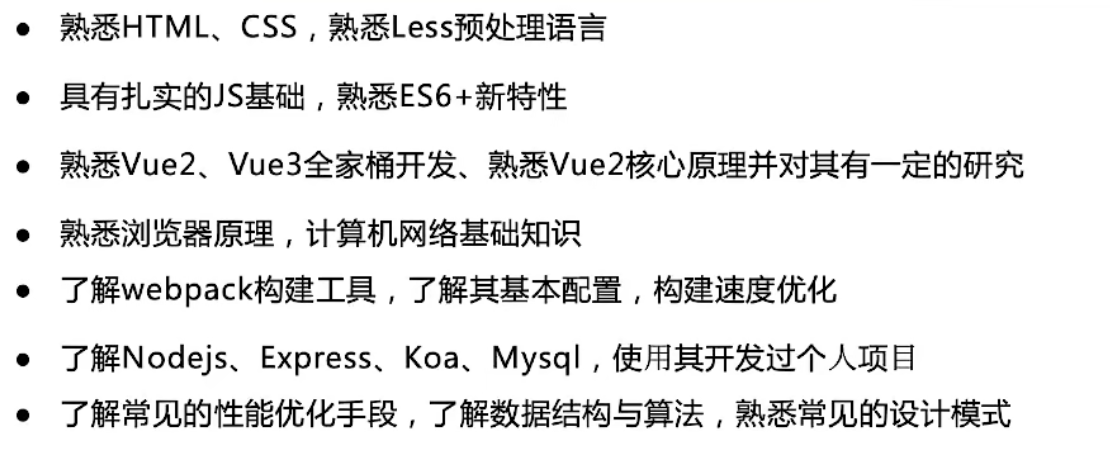 ● 熟悉HTML、CSS，熟悉Less预处理语言
● 具有扎实的JS基础，熟悉ES6+新特性
● 熟悉Vue2、Vue3全家桶开发、熟悉Vue2核心原理并对其有一定的研究
● 熟悉浏览器原理，计算机网络基础知识
● 了解webpack构建工具，了解其基本配置，构建速度优化
● 了解Nodejs、Express、Koa、Mysql，使用其开发过个人项目
● 了解常见的性能优化手段，了解数据结构与算法，熟悉常见的设计模式